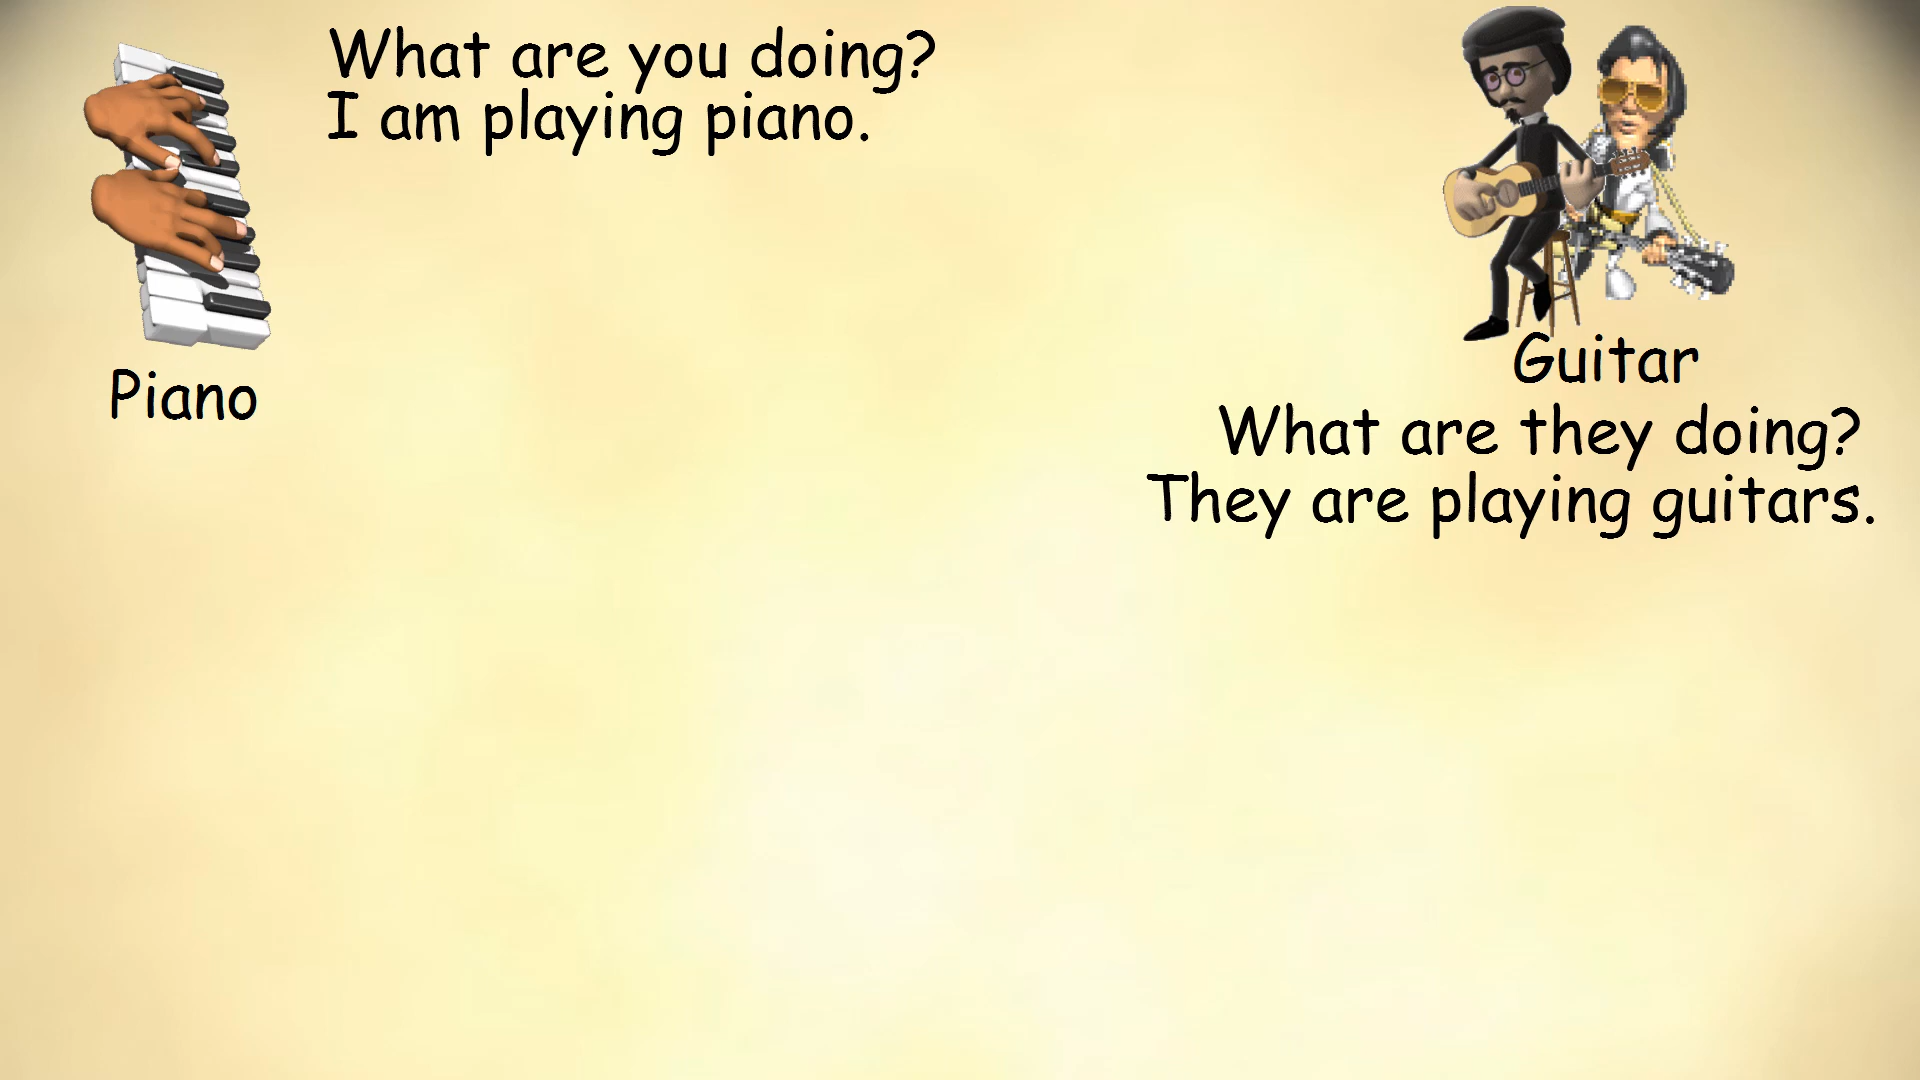 What are you doing?
I am playing piano.
Piano
Guitar
What are they doing?
They are playing guitars.